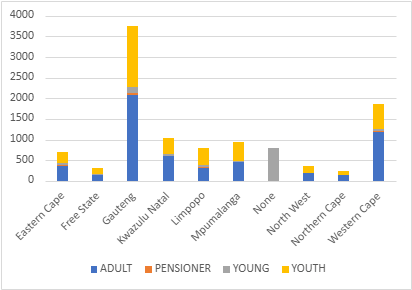 4000
3500
3000
2500
2000
1500
1000
500
0
Eastern Cape
Free State
Gauteng
Kwazulu Natal
Limpopo
Mpumalanga
None
North West
Northern Cape
Western Cape
ADULT PENSIONER YOUNG YOUTH